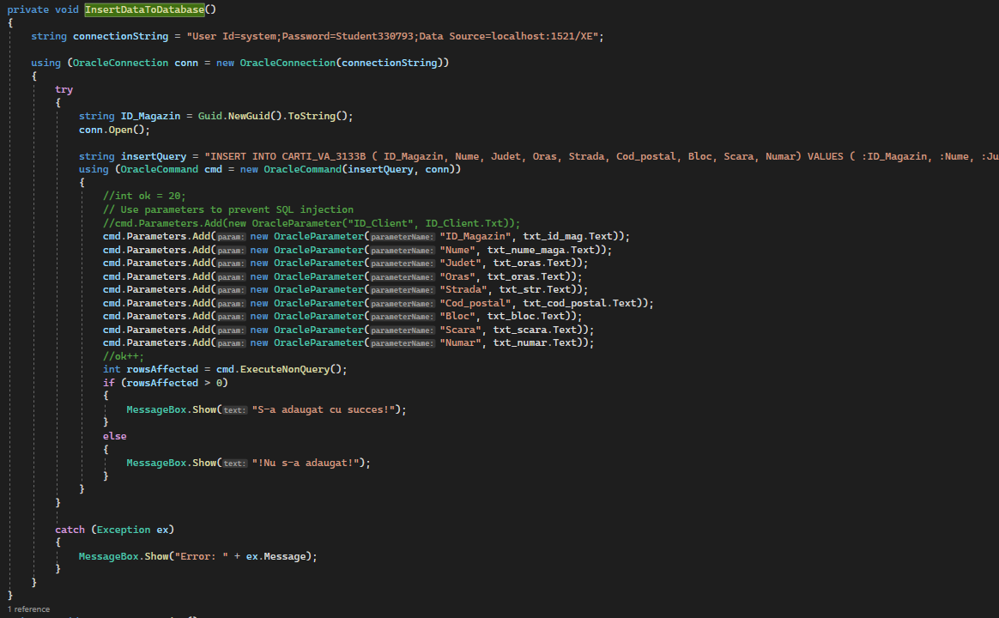 private void InsertDataToDatabase()
{
string connectionString = "User Id=system;Password=Student330793;Data Source=localhost:1521/XE";
using (OracleConnection conn = new OracleConnection(connectionString))
{
try
{
string ID_Magazin = Guid.NewGuid().ToString();
conn.Open();
string insertQuery = "INSERT INTO CARTI_VA_3133B ( ID_Magazin, Nume, Judet, Oras, Strada, Cod_postal, Bloc, Scara, Numar) VALUES ( :ID_Magazin, :Nume, :Ju
using (OracleCommand cmd = new OracleCommand(insertQuery, conn))
{
//int ok = 20;
// Use parameters to prevent SQL injection
//cmd.Parameters.Add(new OracleParameter("ID_Client", ID_Client.Txt));
cmd.Parameters.Add(param: new OracleParameter(parameterName: "ID_Magazin", txt_id_mag.Text));
cmd.Parameters.Add(param: new OracleParameter(parameterName: "Nume", txt_nume_maga.Text));
cmd.Parameters.Add(param: new OracleParameter(parameterName: "Judet", txt_oras.Text));
cmd.Parameters.Add(param: new OracleParameter(parameterName: "Oras", txt_oras.Text));
cmd.Parameters.Add(param: new OracleParameter(parameterName: "Strada", txt_str.Text));
cmd.Parameters.Add(param: new OracleParameter(parameterName: "Cod_postal", txt_cod_postal.Text));
cmd.Parameters.Add(param: new OracleParameter(parameterName: "Bloc", txt_bloc.Text));
cmd.Parameters.Add(param: new OracleParameter(parameterName: "Scara", txt_scara.Text));
cmd.Parameters.Add(param: new OracleParameter(parameterName: "Numar", txt_numar.Text));
//ok++;
int rowsAffected = cmd.ExecuteNonQuery();
if (rowsAffected > 0)
{
MessageBox.Show(text: "S-a adaugat cu succes!");
}
else
{
MessageBox.Show(text: "!Nu s-a adaugat!");
}
}
}
catch (Exception ex)
{
MessageBox.Show("Error: " + ex.Message);
}
}
}
1 reference